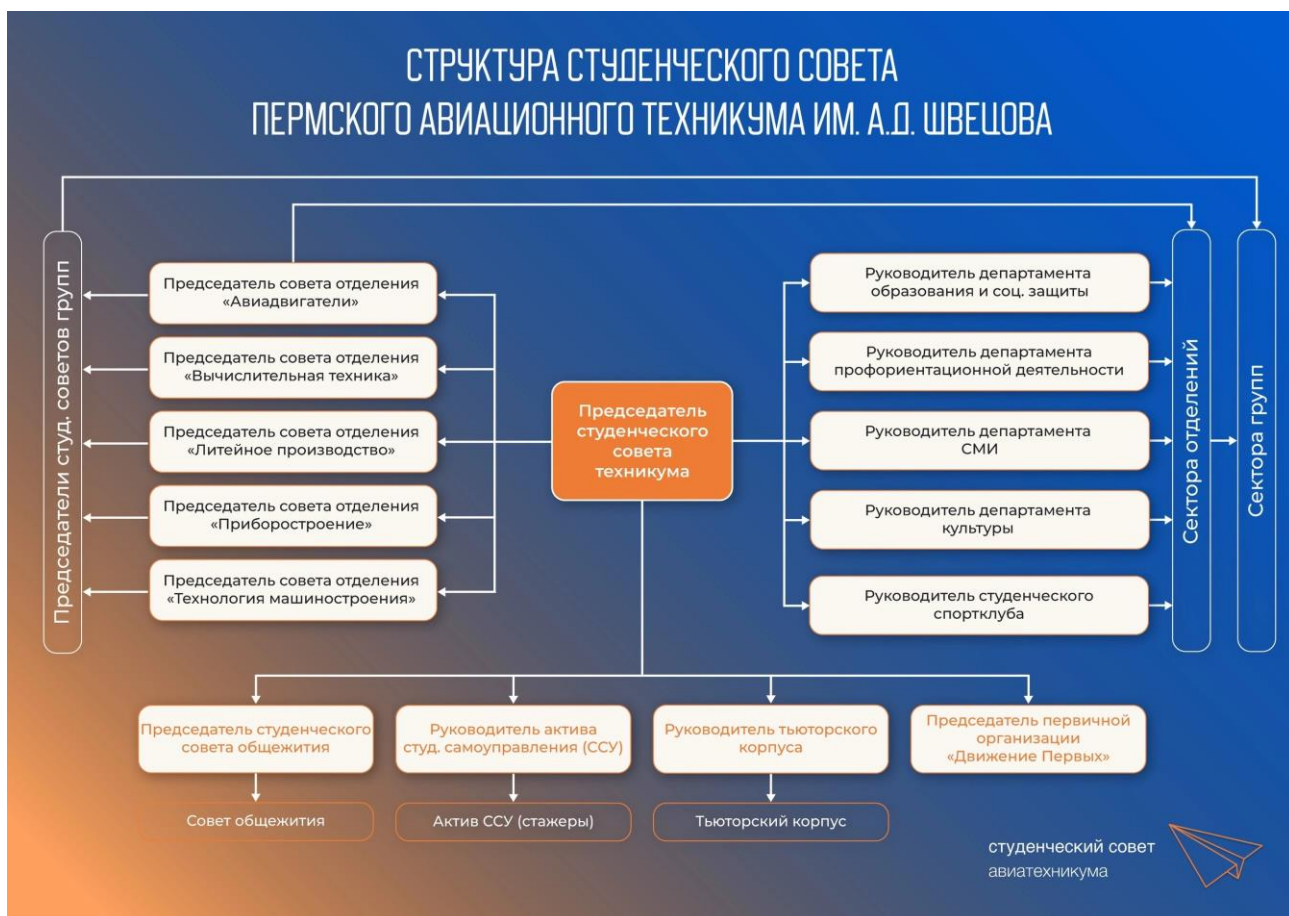 СТРУКТУРА СТУДЕНЧЕСКОГО СОВЕТА
ПЕРМСКОГО АВИАЦИОННОГО ТЕХНИКУМА ИМ. А.Д. ШВЕЦОВА
Председатели студ. советов групп
Председатель совета отделения
«Авиадвигатели»
Председатель совета отделения
«Вычислительная техника»
Председатель совета отделения
«Литейное производство»
Председатель совета отделения
«Приборостроение»
Председатель совета отделения
«Технология машиностроения»
Председатель
студенческого
совета
техникума
Руководитель департамента
образования и соц. защиты
Руководитель департамента
профориентационной деятельности
Руководитель департамента
СМИ
Руководитель департамента
культуры
Руководитель студенческого
спортклуба
Сектора отделений
Сектора групп
Председатель студенческого
совета общежития
Руководитель актива
студ. самоуправления (ССУ)
Руководитель тьюторского
корпуса
Председатель первичной
организации
«Движение Первых»
Совет общежития
Актив ССУ (стажеры)
Тьюторский корпус
студенческий совет
авиатехникума